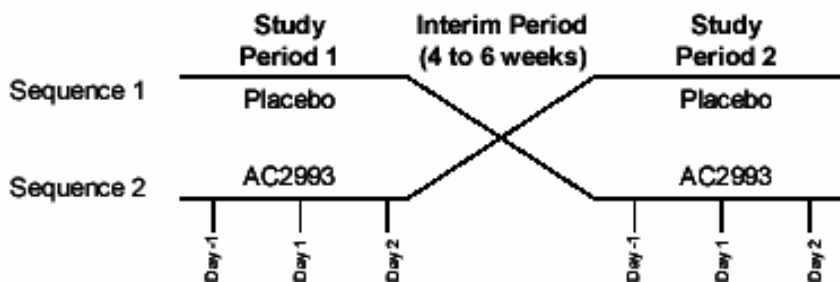 Study Period 1
Interim Period (4 to 6 weeks)
Study Period 2
Sequence 1
Placebo
Placebo
Sequence 2
AC2993
AC2993
Day -1
Day 1
Day 2
Day -1
Day 1
Day 2